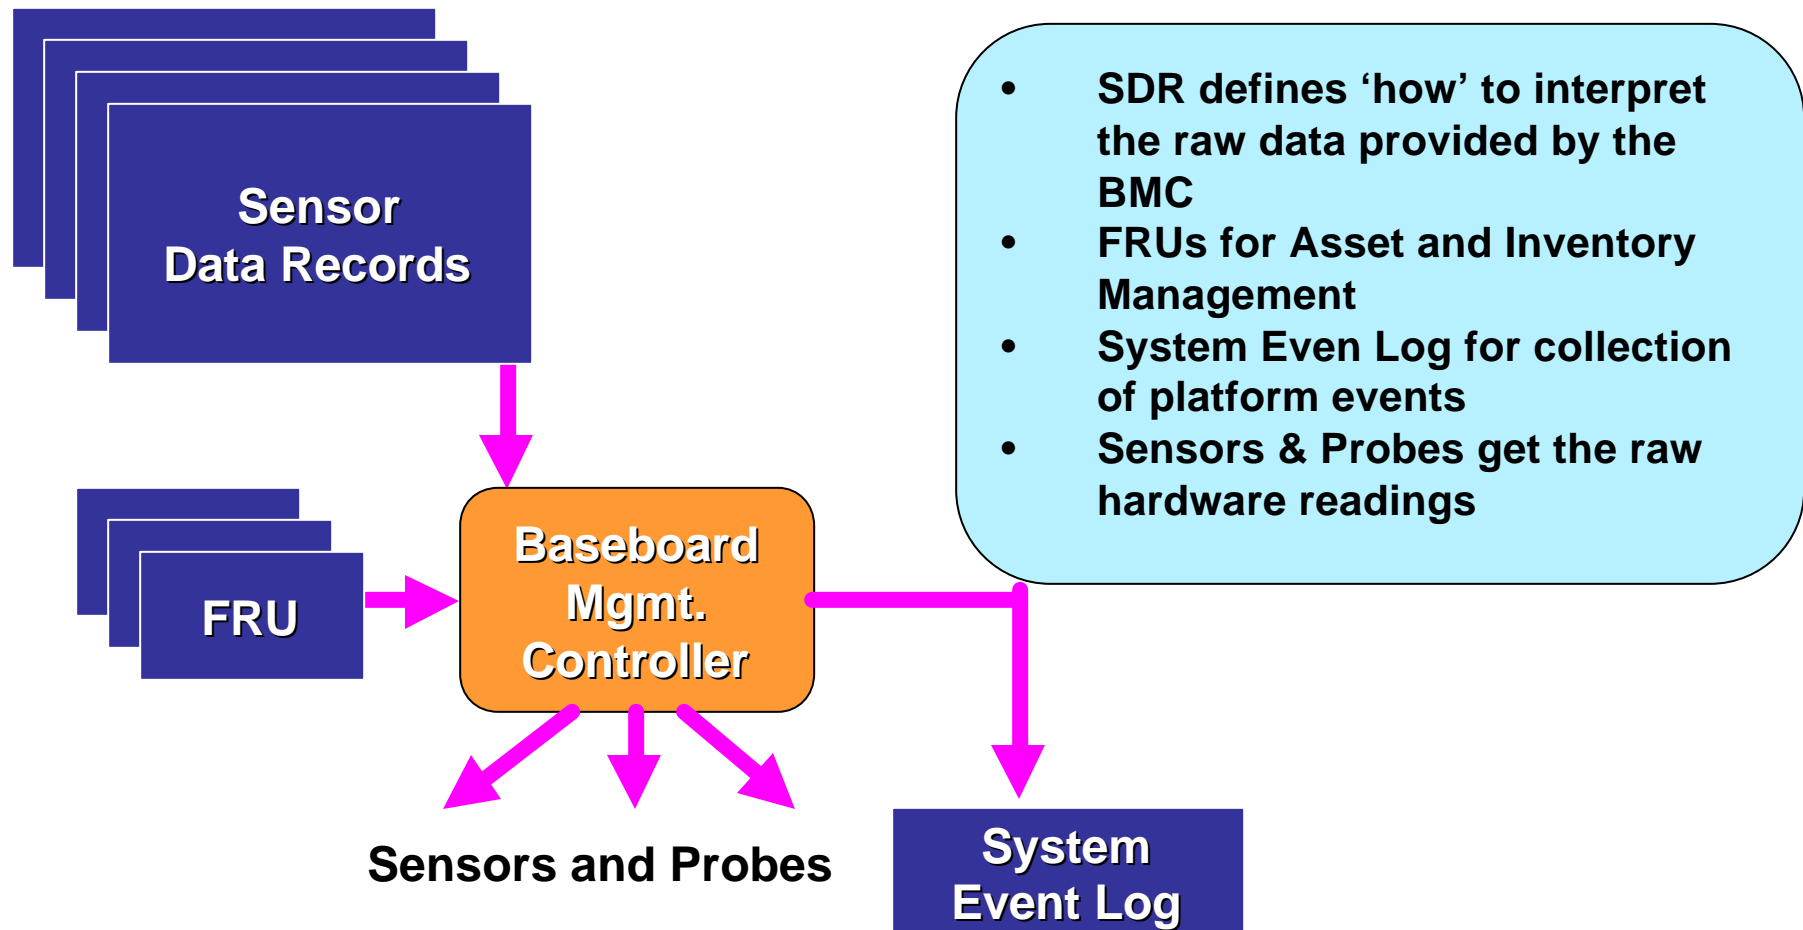 Sensor
Data Records
• SDR defines ‘how’ to interpret
the raw data provided by the
BMC
• FRUs for Asset and Inventory
Management
• System Even Log for collection
of platform events
• Sensors & Probes get the raw
hardware readings
FRU
Baseboard
Mgmt.
Controller
Sensors and Probes
System
Event Log